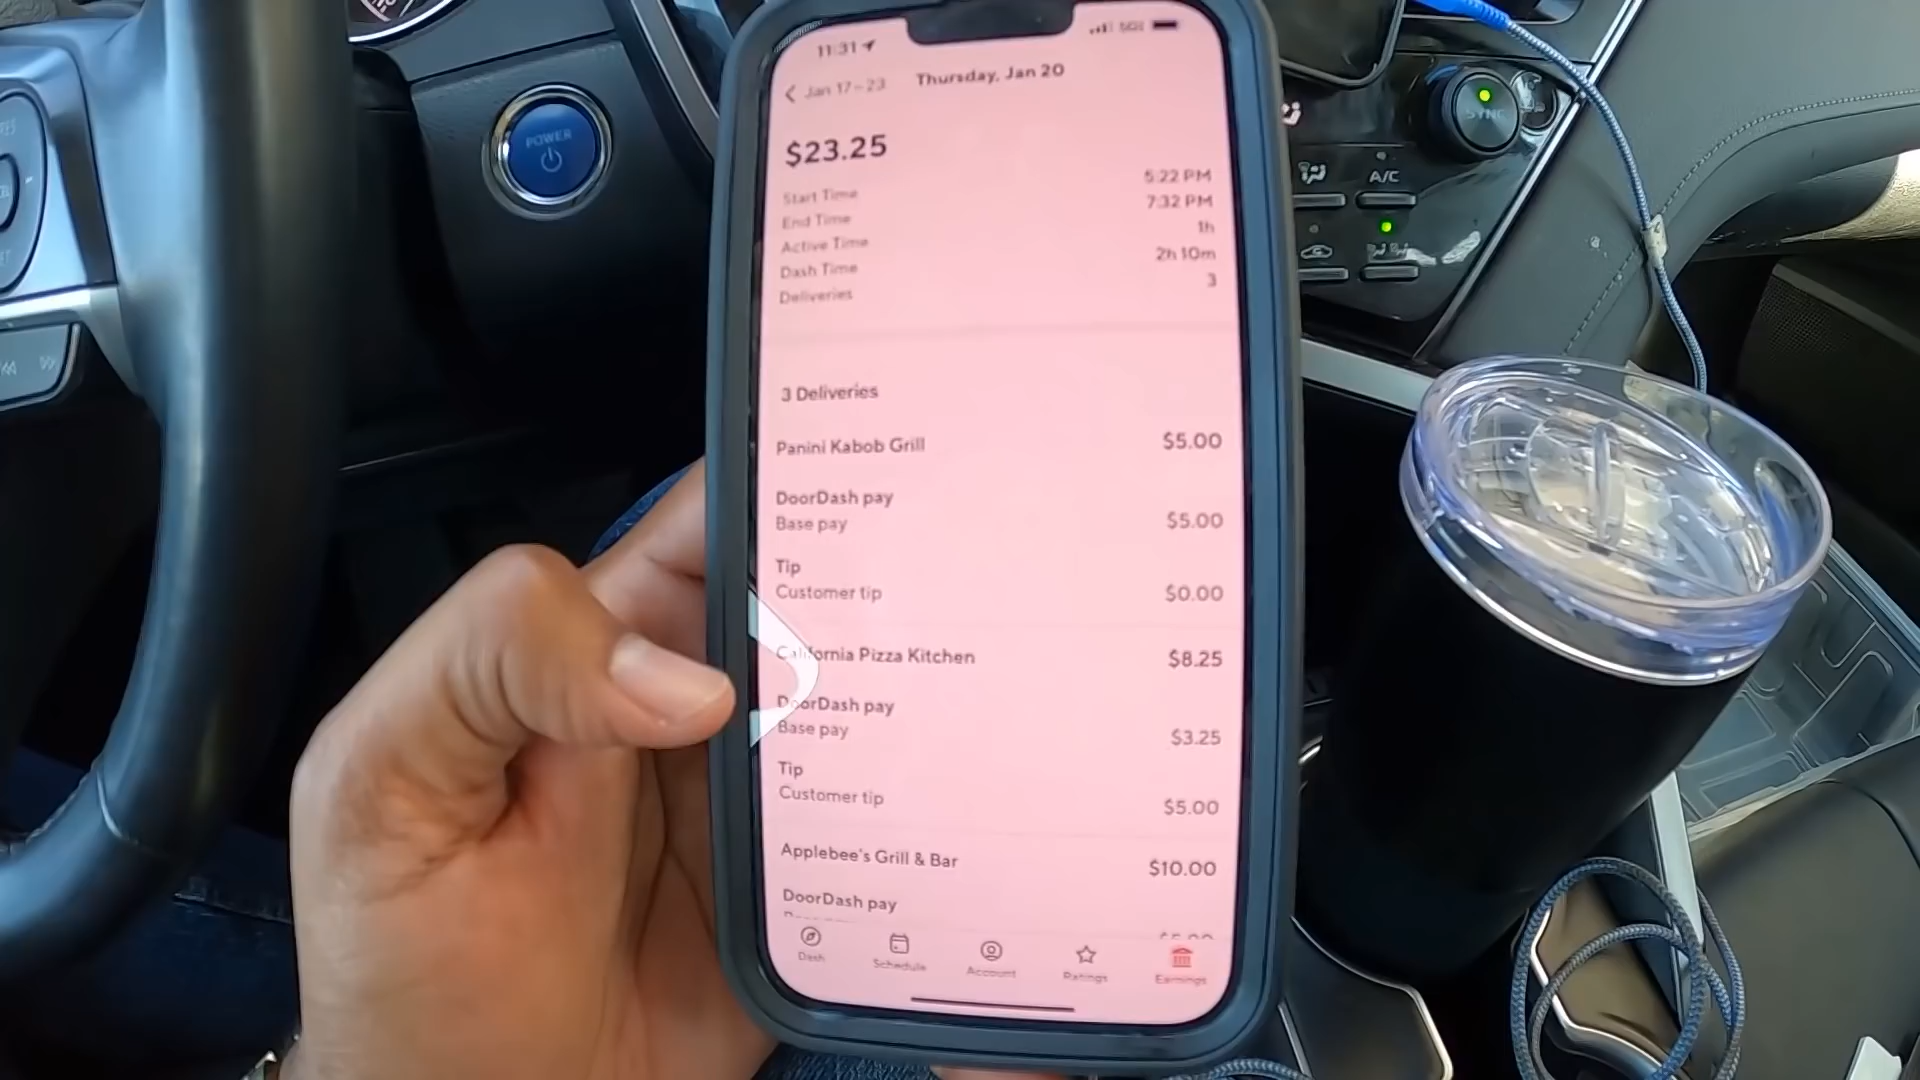 11:31
5GE
Jan 17-23
Thursday, Jan 20
$23.25
Start Time 5:22 PM
End Time 7:32 PM
Active Time 1h
Dash Time 2h 10m
Deliveries 3
3 Deliveries
Panini Kabob Grill $5.00
DoorDash pay
Base pay $5.00
Tip
Customer tip $0.00
California Pizza Kitchen $8.25
DoorDash pay
Base pay $3.25
Tip
Customer tip $5.00
Applebee's Grill & Bar $10.00
DoorDash pay
Dash Schedule Account Ratings Earnings
POWER
SYNC
A/C